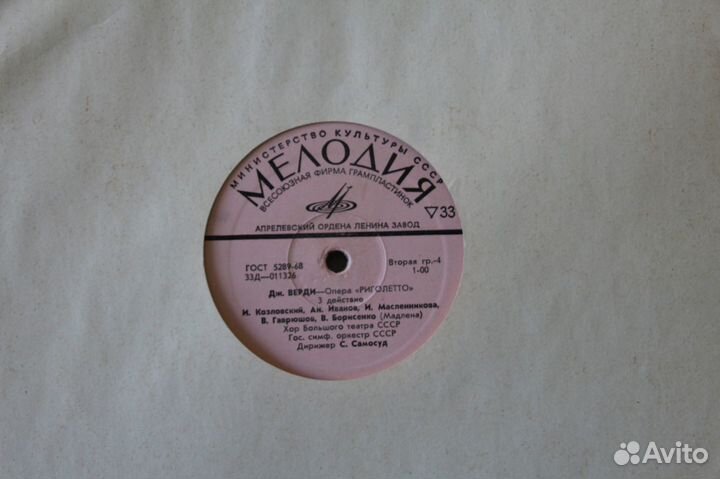 МИНИСТЕРСТВО КУЛЬТУРЫ СССР
МЕЛОДИЯ
ВСЕСОЮЗНАЯ ФИРМА ГРАМПЛАСТИНОК
▽33
АПРЕЛЕВСКИЙ ОРДЕНА ЛЕНИНА ЗАВОД
ГОСТ 5289-68 Вторая гр.-4
33Д—011326 1-00
Дж. ВЕРДИ—Опера «РИГОЛЕТТО»
3 действие
И. Козловский, Ан. Иванов, И. Масленникова,
В. Гаврюшов, В. Борисенко (Мадлена)
Хор Большого театра СССР
Гос. симф. оркестр СССР
Дирижер С. Самосуд
Avito